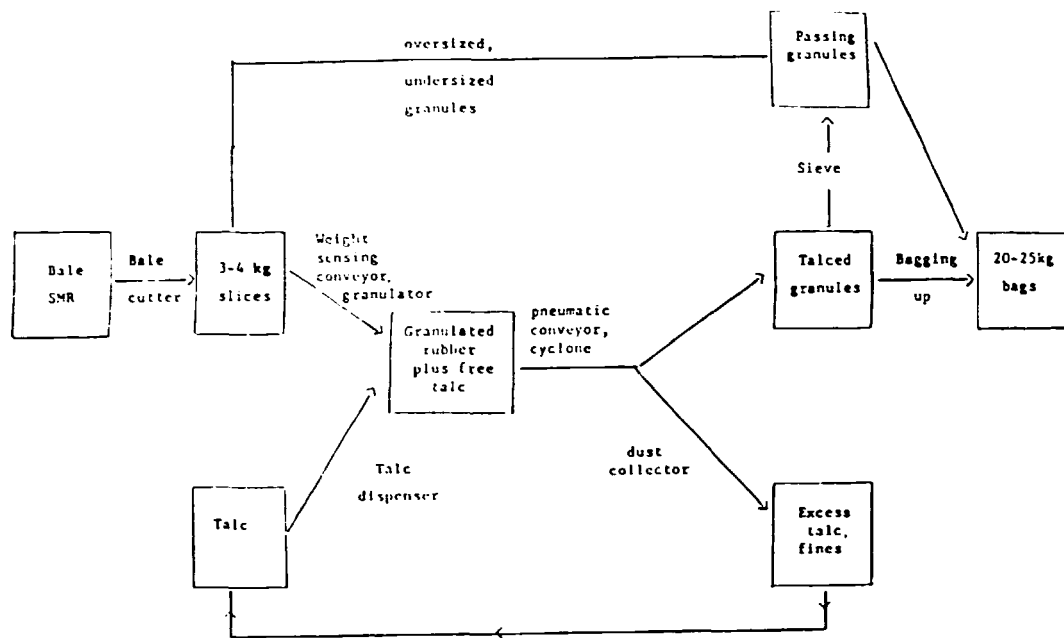 oversized,
undersized
granules
Passing
granules
Sieve
Bale
SMR
Bale
cutter
3-4 kg
slices
Weight
sensing
conveyor,
granulator
Granulated
rubber
plus free
talc
pneumatic
conveyor,
cyclone
Talced
granules
Bagging
up
20-25kg
bags
Talc
dispenser
Talc
dust
collector
Excess
talc,
fines